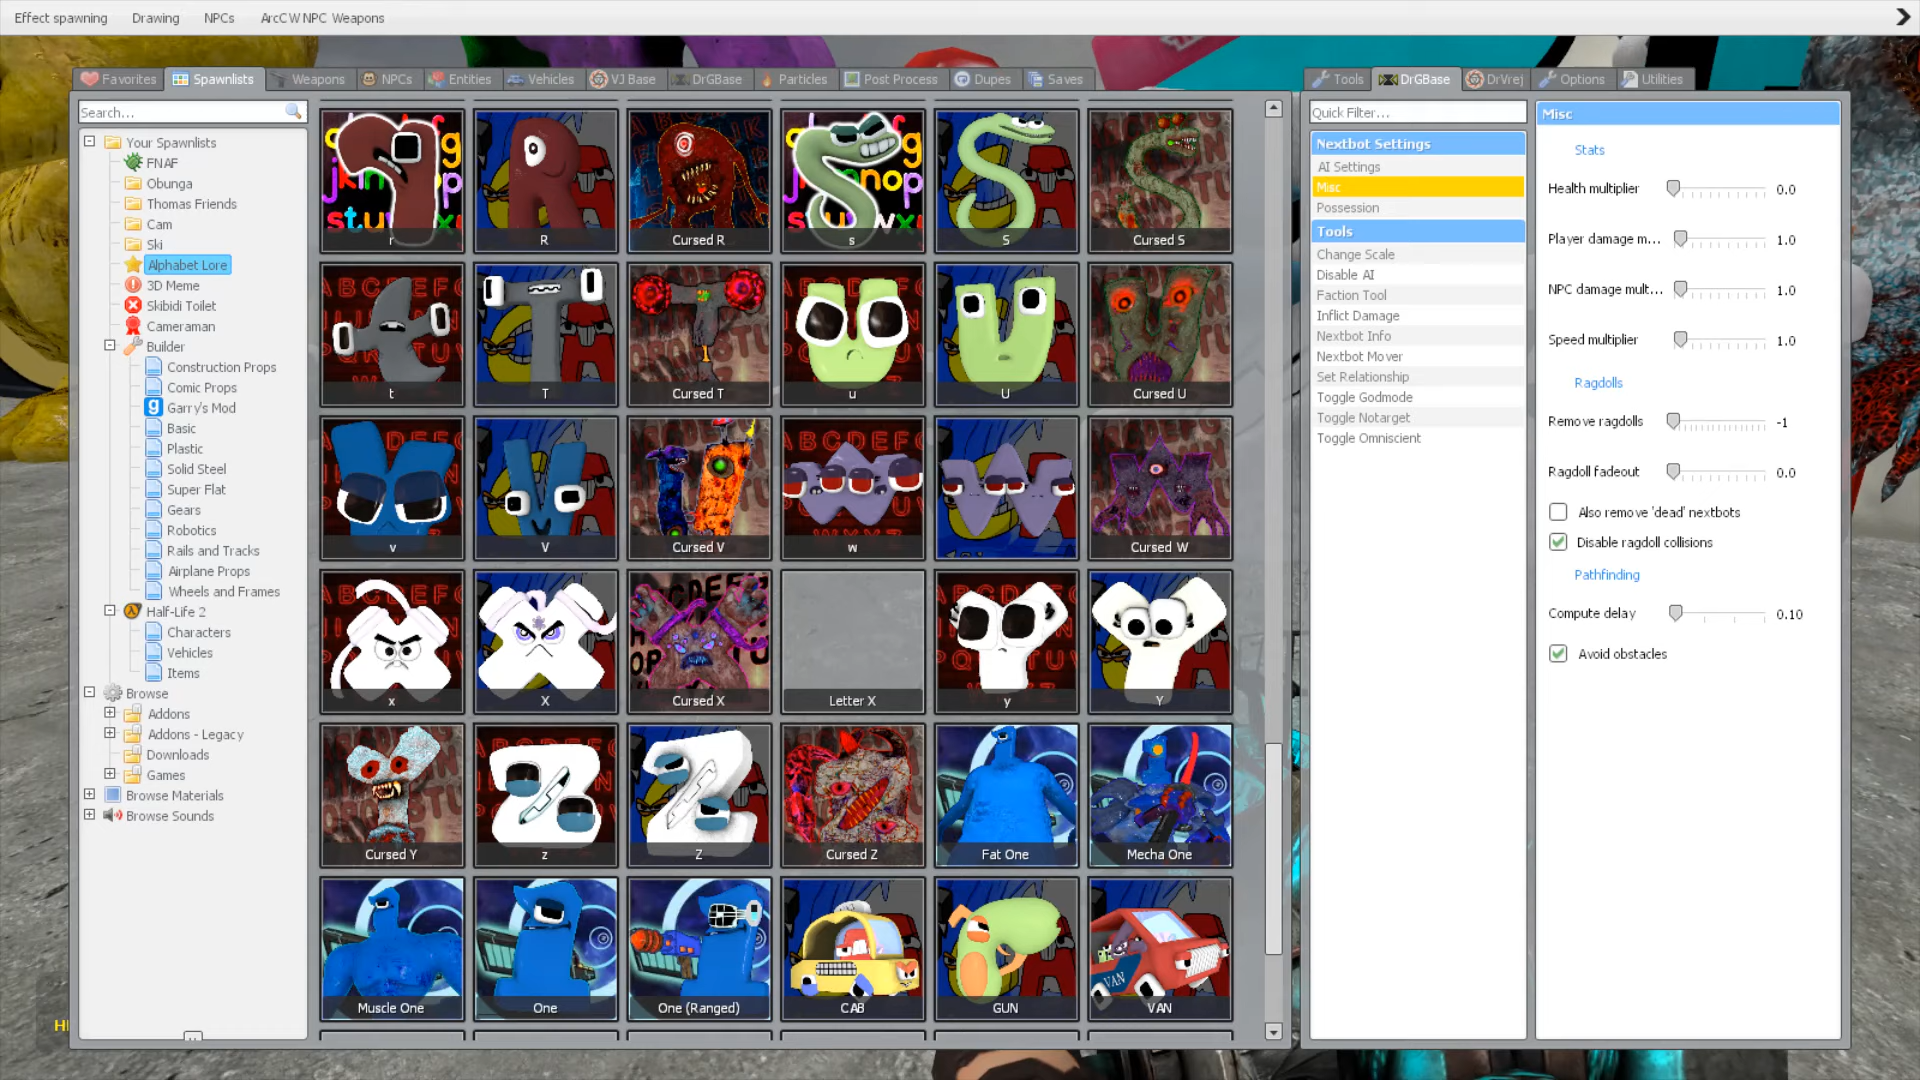 Effect spawning Drawing NPCs ArcCW NPC Weapons
Favorites Spawnlists Weapons NPCs Entities Vehicles VJ Base DrGBase Particles Post Process Dupes Saves
Tools DrGBase DrVrej Options Utilities
Search...
Your Spawnlists
FNAF
Obunga
Thomas Friends
Cam
Ski
Alphabet Lore
3D Meme
Skibidi Toilet
Cameraman
Builder
Construction Props
Comic Props
Garry's Mod
Basic
Plastic
Solid Steel
Super Flat
Gears
Robotics
Rails and Tracks
Airplane Props
Wheels and Frames
Half-Life 2
Characters
Vehicles
Items
Browse
Addons
Addons - Legacy
Downloads
Games
Browse Materials
Browse Sounds
r R Cursed R s S Cursed S
t T Cursed T u U Cursed U
v V Cursed V w Cursed W
x X Cursed X Letter X y Y
Cursed Y z Z Cursed Z Fat One Mecha One
VAN
Muscle One One One (Ranged) CAB GUN VAN
Quick Filter...
Nextbot Settings
AI Settings
Misc
Possession
Tools
Change Scale
Disable AI
Faction Tool
Inflict Damage
Nextbot Info
Nextbot Mover
Set Relationship
Toggle Godmode
Toggle Notarget
Toggle Omniscient
Misc
Stats
Health multiplier 0.0
Player damage m... 1.0
NPC damage mult... 1.0
Speed multiplier 1.0
Ragdolls
Remove ragdolls -1
Ragdoll fadeout 0.0
Also remove 'dead' nextbots
Disable ragdoll collisions
Pathfinding
Compute delay 0.10
Avoid obstacles